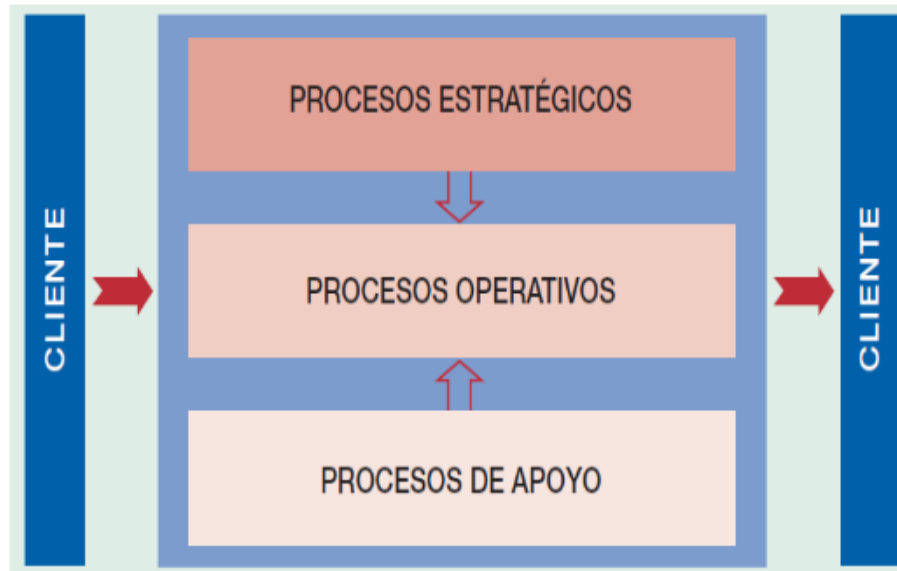 CLIENTE
PROCESOS ESTRATÉGICOS
PROCESOS OPERATIVOS
PROCESOS DE APOYO
CLIENTE